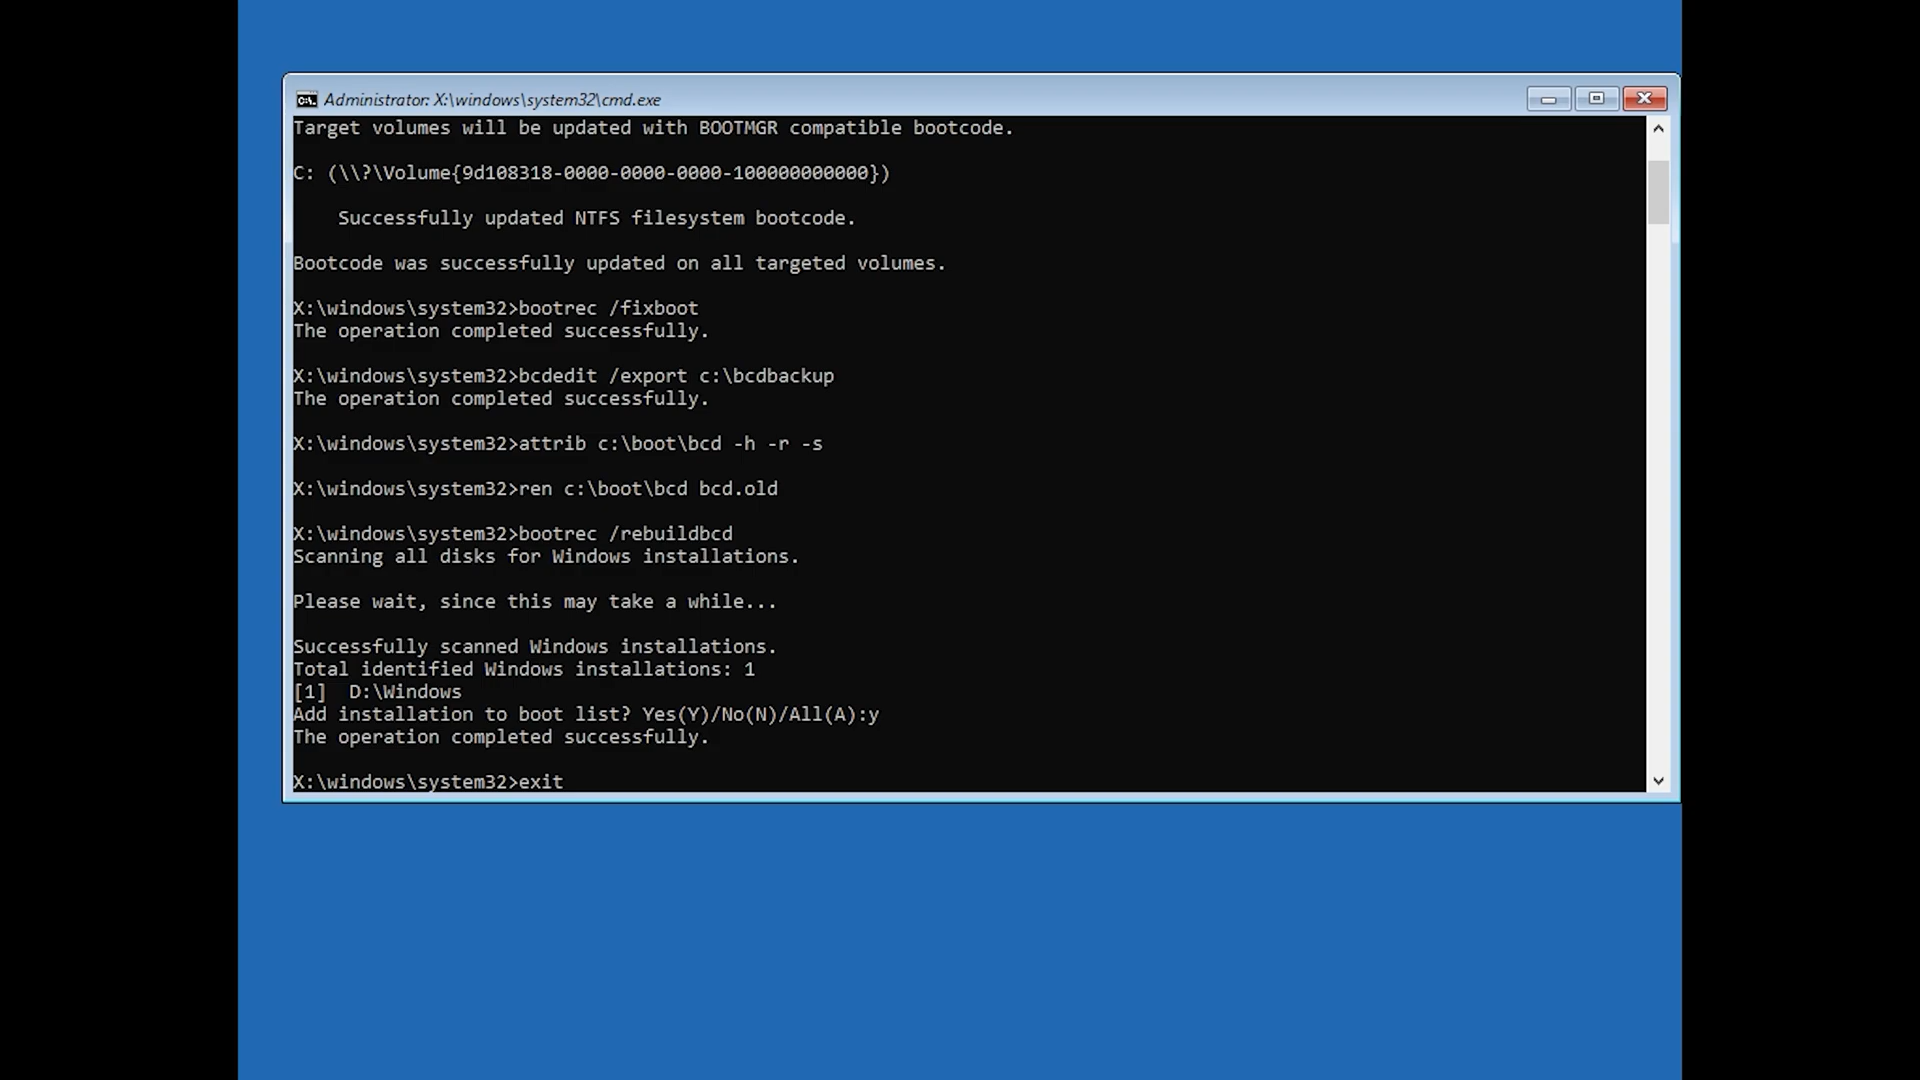 Administrator: X:\windows\system32\cmd.exe
Target volumes will be updated with BOOTMGR compatible bootcode.
C: (\\?\Volume{9d108318-0000-0000-0000-100000000000})
Successfully updated NTFS filesystem bootcode.
Bootcode was successfully updated on all targeted volumes.
X:\windows\system32>bootrec /fixboot
The operation completed successfully.
X:\windows\system32>bcdedit /export c:\bcdbackup
The operation completed successfully.
X:\windows\system32>attrib c:\boot\bcd -h -r -s
X:\windows\system32>ren c:\boot\bcd bcd.old
X:\windows\system32>bootrec /rebuildbcd
Scanning all disks for Windows installations.
Please wait, since this may take a while...
Successfully scanned Windows installations.
Total identified Windows installations: 1
[1]  D:\Windows
Add installation to boot list? Yes(Y)/No(N)/All(A):y
The operation completed successfully.
X:\windows\system32>exit